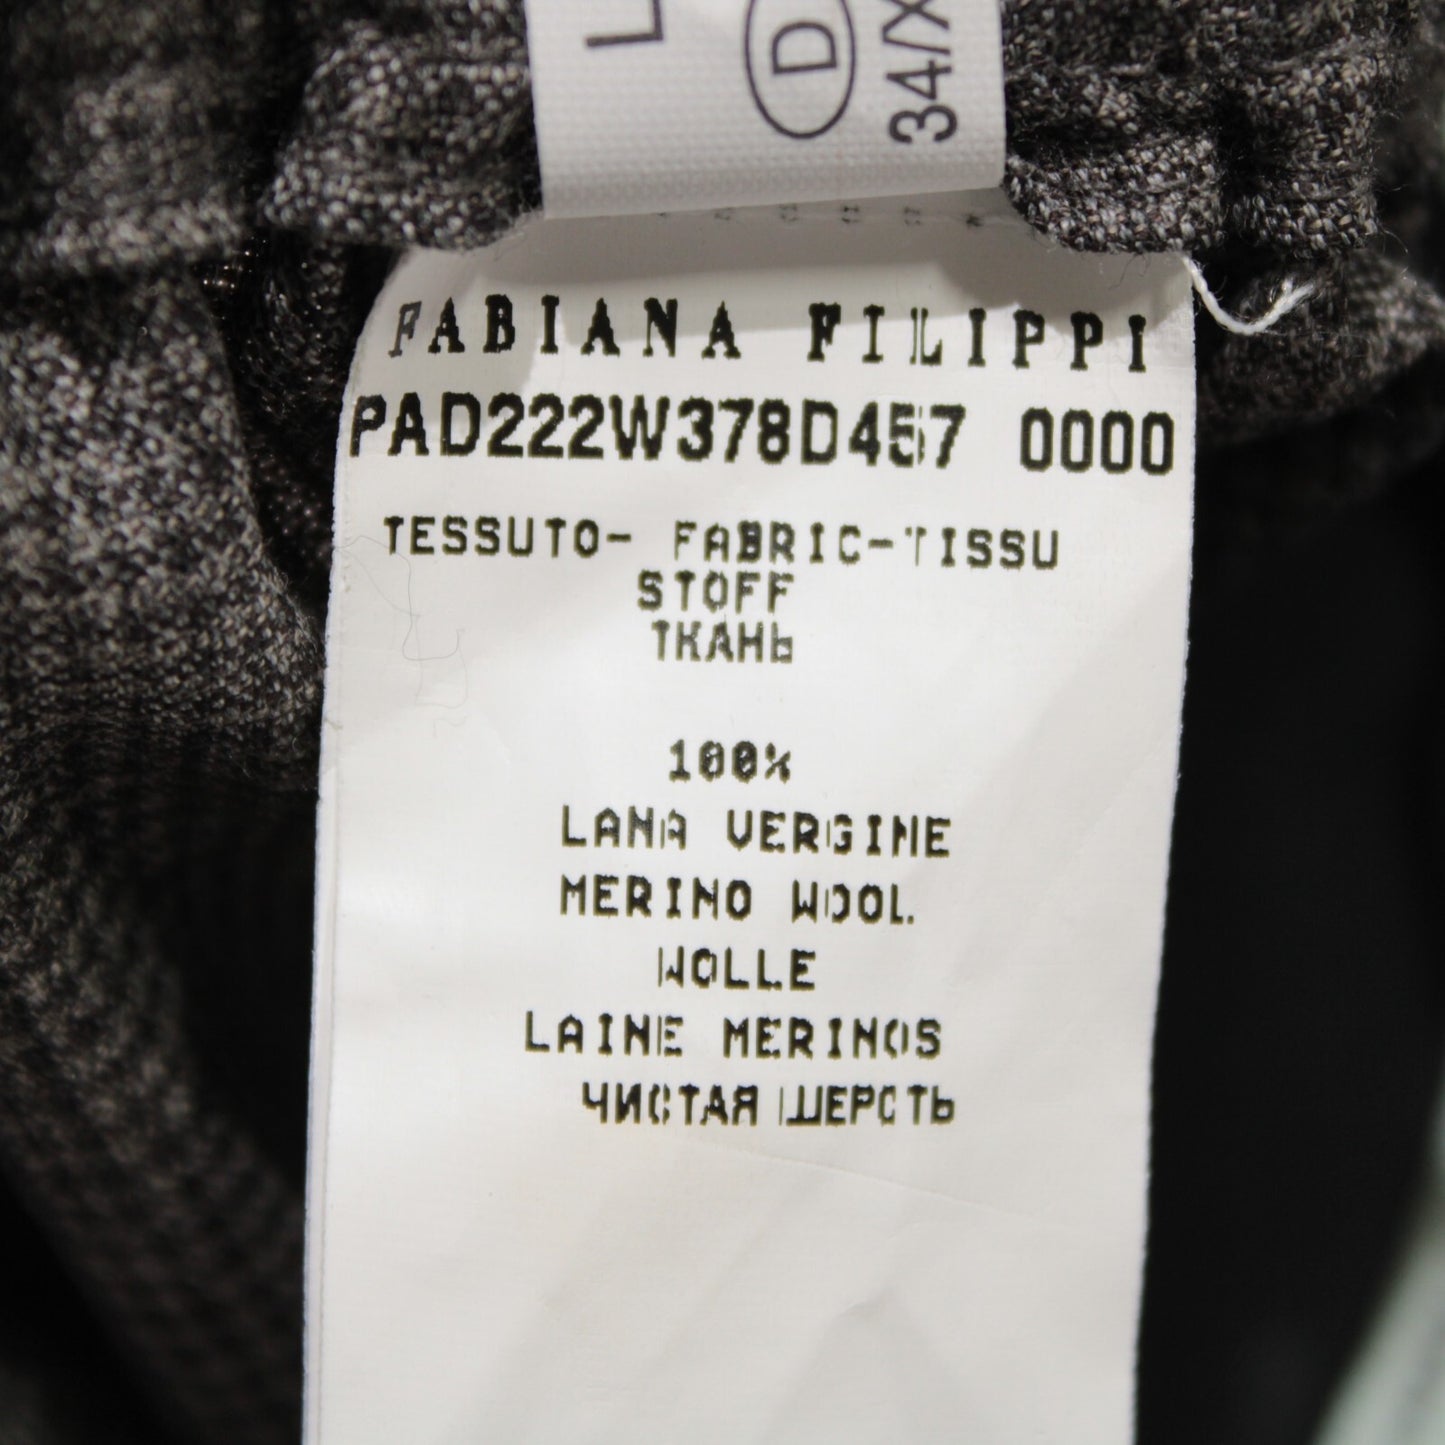 D
34/X
FABIANA FILIPPI
PAD222W378D457 0000
TESSUTO- FABRIC-TISSU
STOFF
ТКАНЬ
100%
LANA VERGINE
MERINO WOOL
WOLLE
LAINE MERINOS
ЧИСТАЯ ШЕРСТЬ